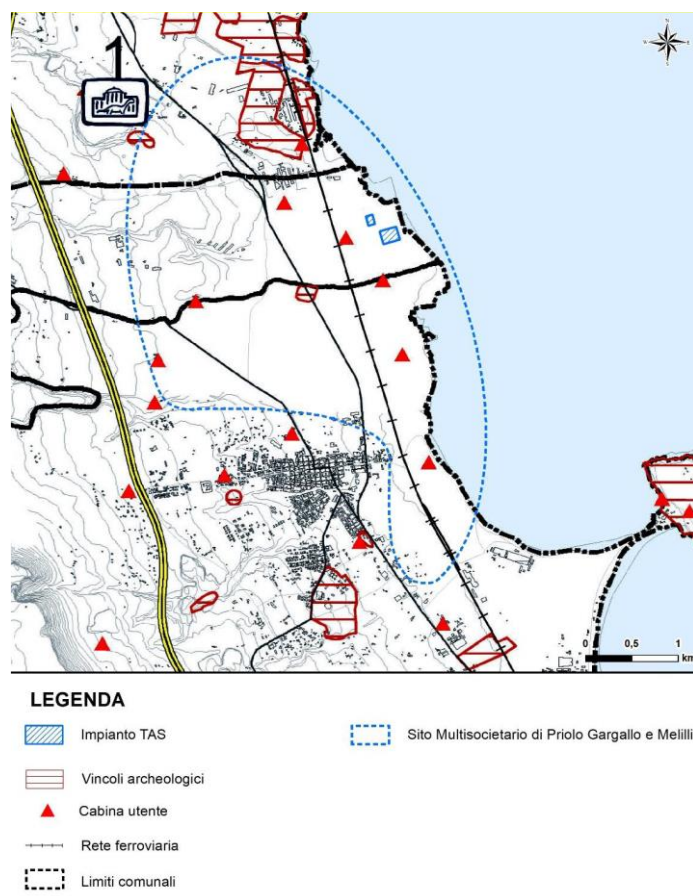 1
N
E
S
W
0 0,5 1
km
LEGENDA
Impianto TAS
Sito Multisocietario di Priolo Gargallo e Melilli
Vincoli archeologici
Cabina utente
Rete ferroviaria
Limiti comunali